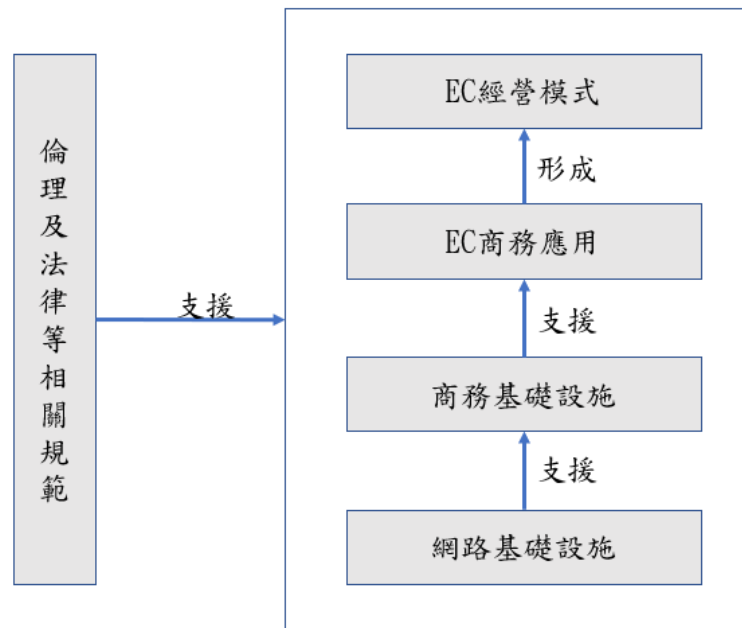 倫理及法律等相關規範
支援
EC經營模式
形成
EC商務應用
支援
商務基礎設施
支援
網路基礎設施